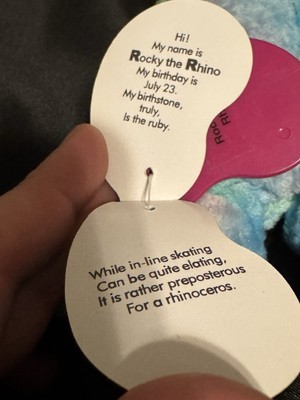 Hi!
My name is
Rocky the Rhino
My birthday is
July 23.
My birthstone,
truly,
Is the ruby.
While in-line skating
Can be quite elating,
It is rather preposterous
For a rhinoceros.